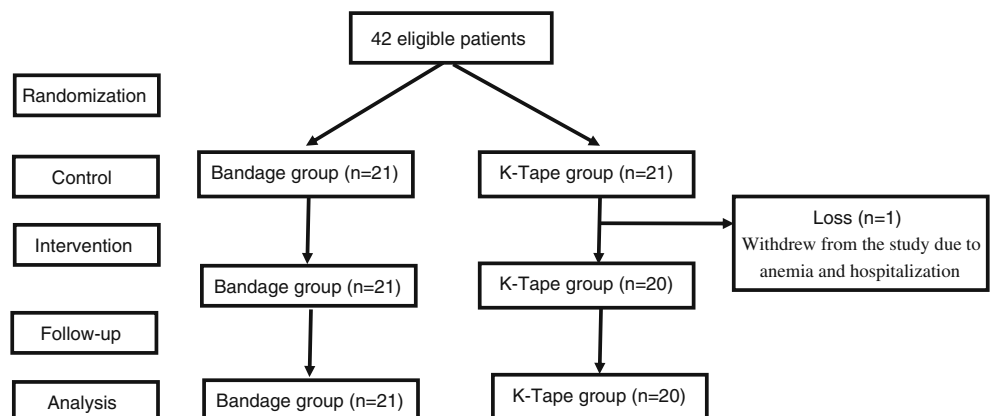 42 eligible patients
Randomization
Control
Bandage group (n=21)
K-Tape group (n=21)
Loss (n=1)
Withdrew from the study due to
anemia and hospitalization
Intervention
Bandage group (n=21)
K-Tape group (n=20)
Follow-up
Analysis
Bandage group (n=21)
K-Tape group (n=20)